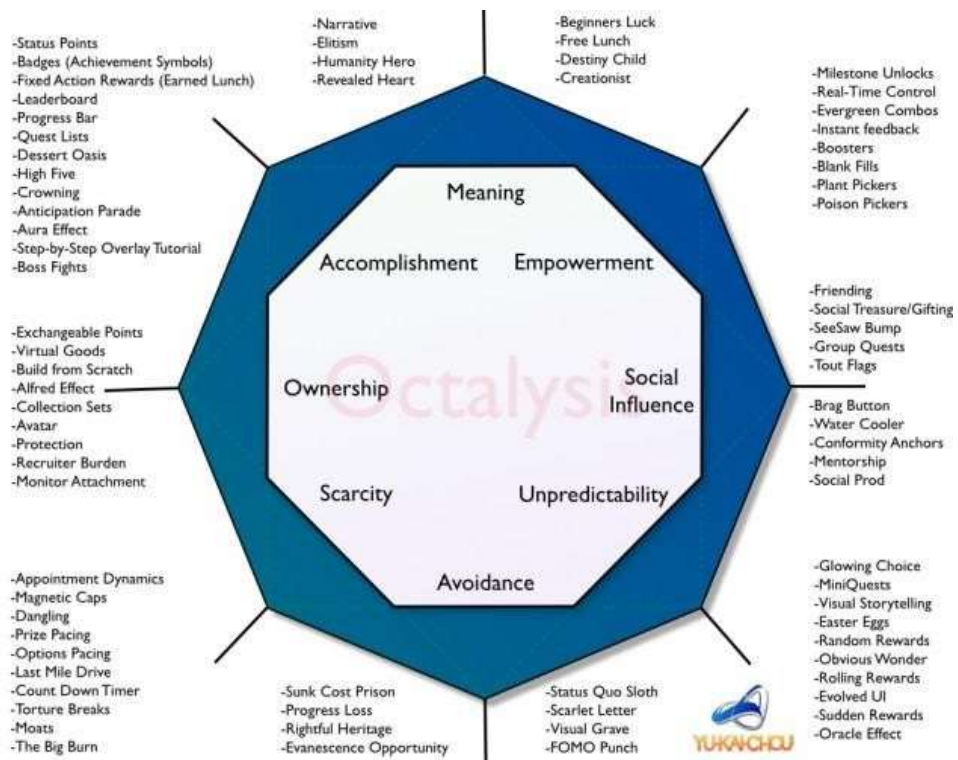 -Narrative
-Elitism
-Humanity Hero
-Revealed Heart
-Beginners Luck
-Free Lunch
-Destiny Child
-Creationist
-Status Points
-Badges (Achievement Symbols)
-Fixed Action Rewards (Earned Lunch)
-Leaderboard
-Progress Bar
-Quest Lists
-Dessert Oasis
-High Five
-Crowning
-Anticipation Parade
-Aura Effect
-Step-by-Step Overlay Tutorial
-Boss Fights
-Milestone Unlocks
-Real-Time Control
-Evergreen Combos
-Instant feedback
-Boosters
-Blank Fills
-Plant Pickers
-Poison Pickers
Meaning
Accomplishment
Empowerment
Ownership
Octalysis
Social
Influence
Scarcity
Unpredictability
Avoidance
-Exchangeable Points
-Virtual Goods
-Build from Scratch
-Alfred Effect
-Collection Sets
-Avatar
-Protection
-Recruiter Burden
-Monitor Attachment
-Friending
-Social Treasure/Gifting
-SeeSaw Bump
-Group Quests
-Tout Flags
-Brag Button
-Water Cooler
-Conformity Anchors
-Mentorship
-Social Prod
-Appointment Dynamics
-Magnetic Caps
-Dangling
-Prize Pacing
-Options Pacing
-Last Mile Drive
-Count Down Timer
-Torture Breaks
-Moats
-The Big Burn
-Sunk Cost Prison
-Progress Loss
-Rightful Heritage
-Evanescence Opportunity
-Status Quo Sloth
-Scarlet Letter
-Visual Grave
-FOMO Punch
-Glowing Choice
-MiniQuests
-Visual Storytelling
-Easter Eggs
-Random Rewards
-Obvious Wonder
-Rolling Rewards
-Evolved UI
-Sudden Rewards
-Oracle Effect
YU-KAI-CHOU